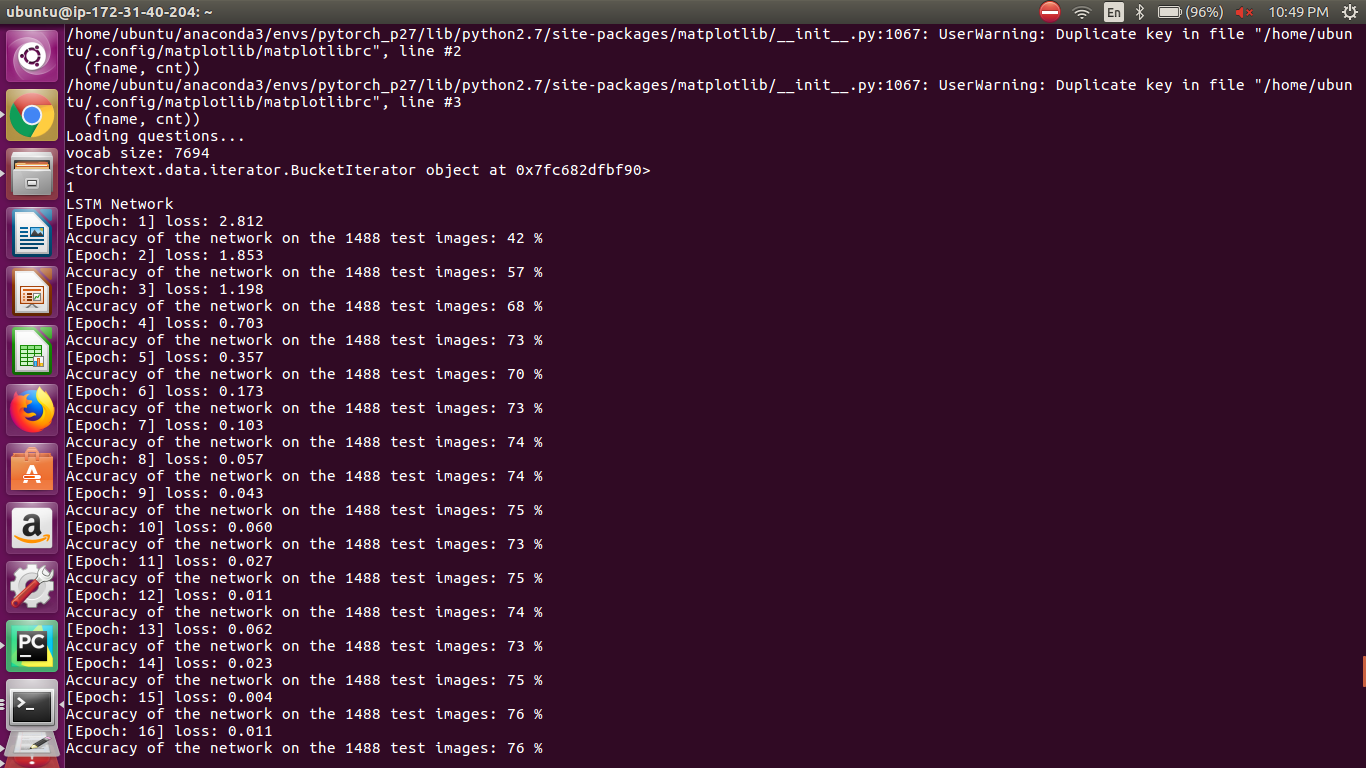 ubuntu@ip-172-31-40-204: ~
En
(96%)
10:49 PM
/home/ubuntu/anaconda3/envs/pytorch_p27/lib/python2.7/site-packages/matplotlib/__init__.py:1067: UserWarning: Duplicate key in file "/home/ubun
tu/.config/matplotlib/matplotlibrc", line #2
  (fname, cnt))
/home/ubuntu/anaconda3/envs/pytorch_p27/lib/python2.7/site-packages/matplotlib/__init__.py:1067: UserWarning: Duplicate key in file "/home/ubun
tu/.config/matplotlib/matplotlibrc", line #3
  (fname, cnt))
Loading questions...
vocab size: 7694
<torchtext.data.iterator.BucketIterator object at 0x7fc682dfbf90>
1
LSTM Network
[Epoch: 1] loss: 2.812
Accuracy of the network on the 1488 test images: 42 %
[Epoch: 2] loss: 1.853
Accuracy of the network on the 1488 test images: 57 %
[Epoch: 3] loss: 1.198
Accuracy of the network on the 1488 test images: 68 %
[Epoch: 4] loss: 0.703
Accuracy of the network on the 1488 test images: 73 %
[Epoch: 5] loss: 0.357
Accuracy of the network on the 1488 test images: 70 %
[Epoch: 6] loss: 0.173
Accuracy of the network on the 1488 test images: 73 %
[Epoch: 7] loss: 0.103
Accuracy of the network on the 1488 test images: 74 %
[Epoch: 8] loss: 0.057
Accuracy of the network on the 1488 test images: 74 %
[Epoch: 9] loss: 0.043
Accuracy of the network on the 1488 test images: 75 %
[Epoch: 10] loss: 0.060
Accuracy of the network on the 1488 test images: 73 %
[Epoch: 11] loss: 0.027
Accuracy of the network on the 1488 test images: 75 %
[Epoch: 12] loss: 0.011
Accuracy of the network on the 1488 test images: 74 %
[Epoch: 13] loss: 0.062
Accuracy of the network on the 1488 test images: 73 %
[Epoch: 14] loss: 0.023
Accuracy of the network on the 1488 test images: 75 %
[Epoch: 15] loss: 0.004
Accuracy of the network on the 1488 test images: 76 %
[Epoch: 16] loss: 0.011
Accuracy of the network on the 1488 test images: 76 %
A
a
PC
>_